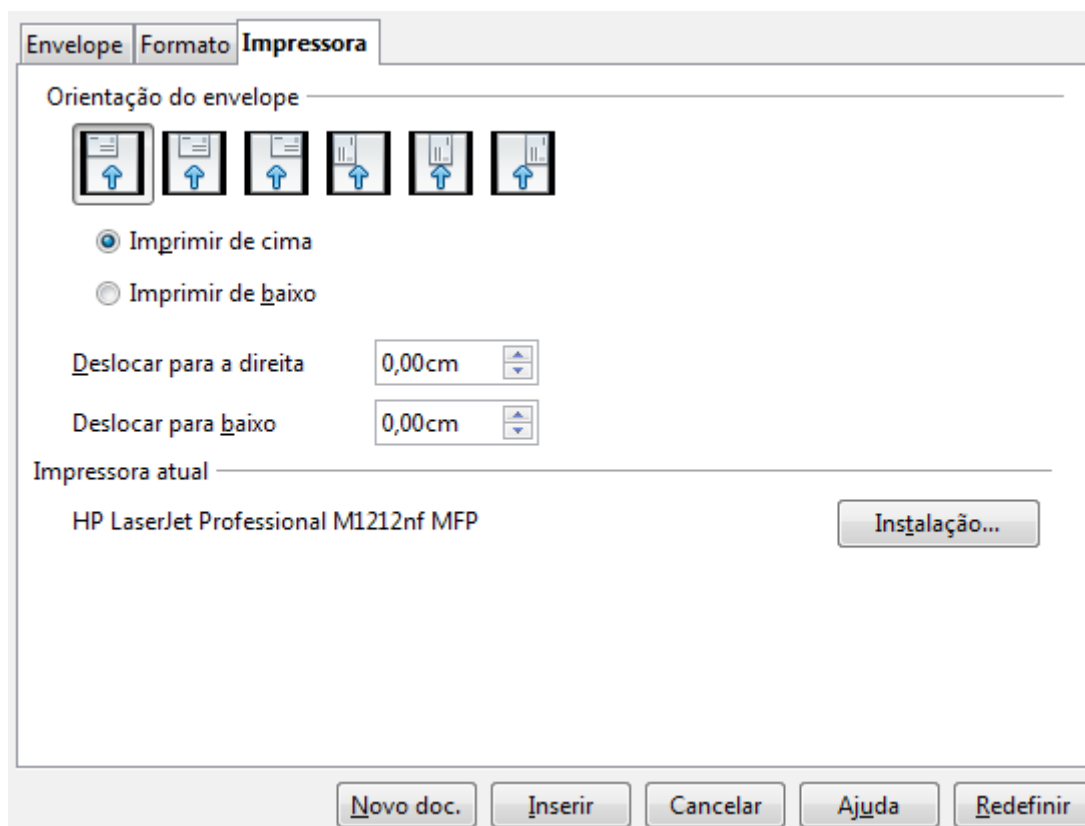 Envelope Formato Impressora
Orientação do envelope
Imprimir de cima
Imprimir de baixo
Deslocar para a direita 0,00cm
Deslocar para baixo 0,00cm
Impressora atual
HP LaserJet Professional M1212nf MFP Instalação...
Novo doc. Inserir Cancelar Ajuda Redefinir